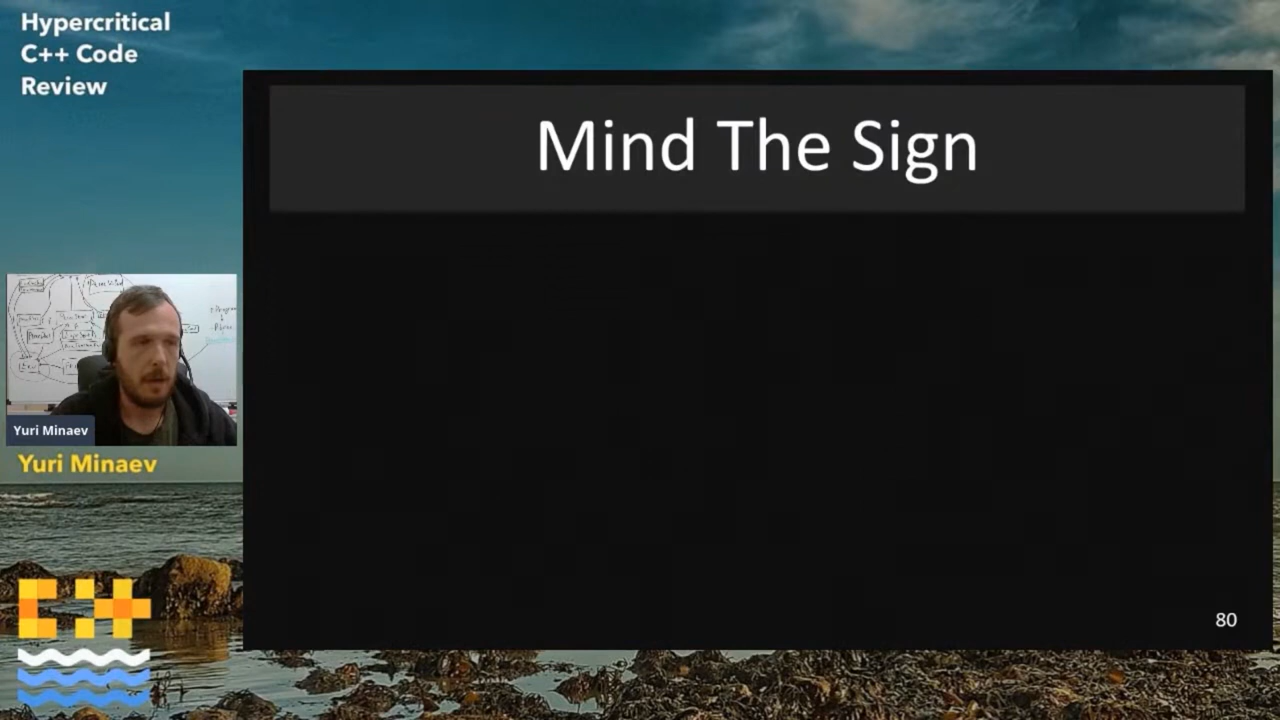 Hypercritical
C++ Code
Review
Mind The Sign
Yuri Minaev
Yuri Minaev
80